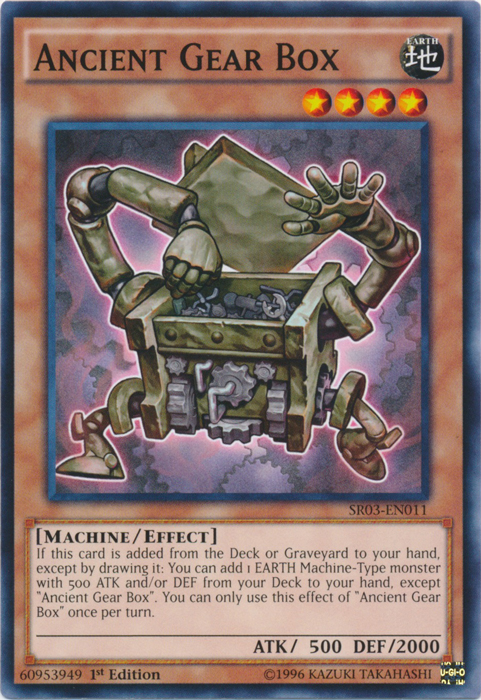 ANCIENT GEAR BOX
EARTH
地
SR03-EN011
[MACHINE/EFFECT]
If this card is added from the Deck or Graveyard to your hand,
except by drawing it: You can add 1 EARTH Machine-Type monster
with 500 ATK and/or DEF from your Deck to your hand, except
"Ancient Gear Box". You can only use this effect of "Ancient Gear
Box" once per turn.
ATK/ 500 DEF/2000
60953949 1st Edition ©1996 KAZUKI TAKAHASHI